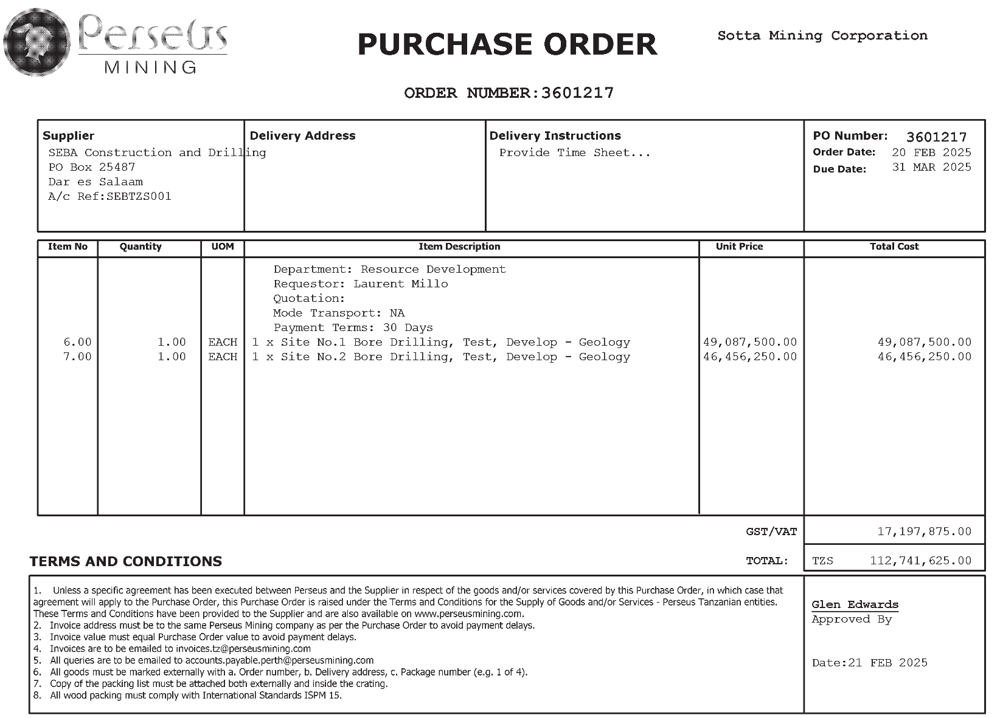 Perseus
MINING
PURCHASE ORDER
Sotta Mining Corporation
ORDER NUMBER:3601217
Supplier
SEBA Construction and Drilling
PO Box 25487
Dar es Salaam
A/c Ref:SEBTZS001
Delivery Address
Delivery Instructions
Provide Time Sheet...
PO Number: 3601217
Order Date: 20 FEB 2025
Due Date: 31 MAR 2025
Item No Quantity UOM Item Description Unit Price Total Cost
Department: Resource Development
Requestor: Laurent Millo
Quotation:
Mode Transport: NA
Payment Terms: 30 Days
6.00 1.00 EACH 1 x Site No.1 Bore Drilling, Test, Develop - Geology 49,087,500.00 49,087,500.00
7.00 1.00 EACH 1 x Site No.2 Bore Drilling, Test, Develop - Geology 46,456,250.00 46,456,250.00
GST/VAT 17,197,875.00
TOTAL: TZS 112,741,625.00
TERMS AND CONDITIONS
1. Unless a specific agreement has been executed between Perseus and the Supplier in respect of the goods and/or services covered by this Purchase Order, in which case that
agreement will apply to the Purchase Order, this Purchase Order is raised under the Terms and Conditions for the Supply of Goods and/or Services - Perseus Tanzanian entities.
These Terms and Conditions have been provided to the Supplier and are also available on www.perseusmining.com.
2. Invoice address must be to the same Perseus Mining company as per the Purchase Order to avoid payment delays.
3. Invoice value must equal Purchase Order value to avoid payment delays.
4. Invoices are to be emailed to invoices.tz@perseusmining.com
5. All queries are to be emailed to accounts.payable.perth@perseusmining.com
6. All goods must be marked externally with a. Order number, b. Delivery address, c. Package number (e.g. 1 of 4).
7. Copy of the packing list must be attached both externally and inside the crating.
8. All wood packing must comply with International Standards ISPM 15.
Glen Edwards
Approved By
Date:21 FEB 2025